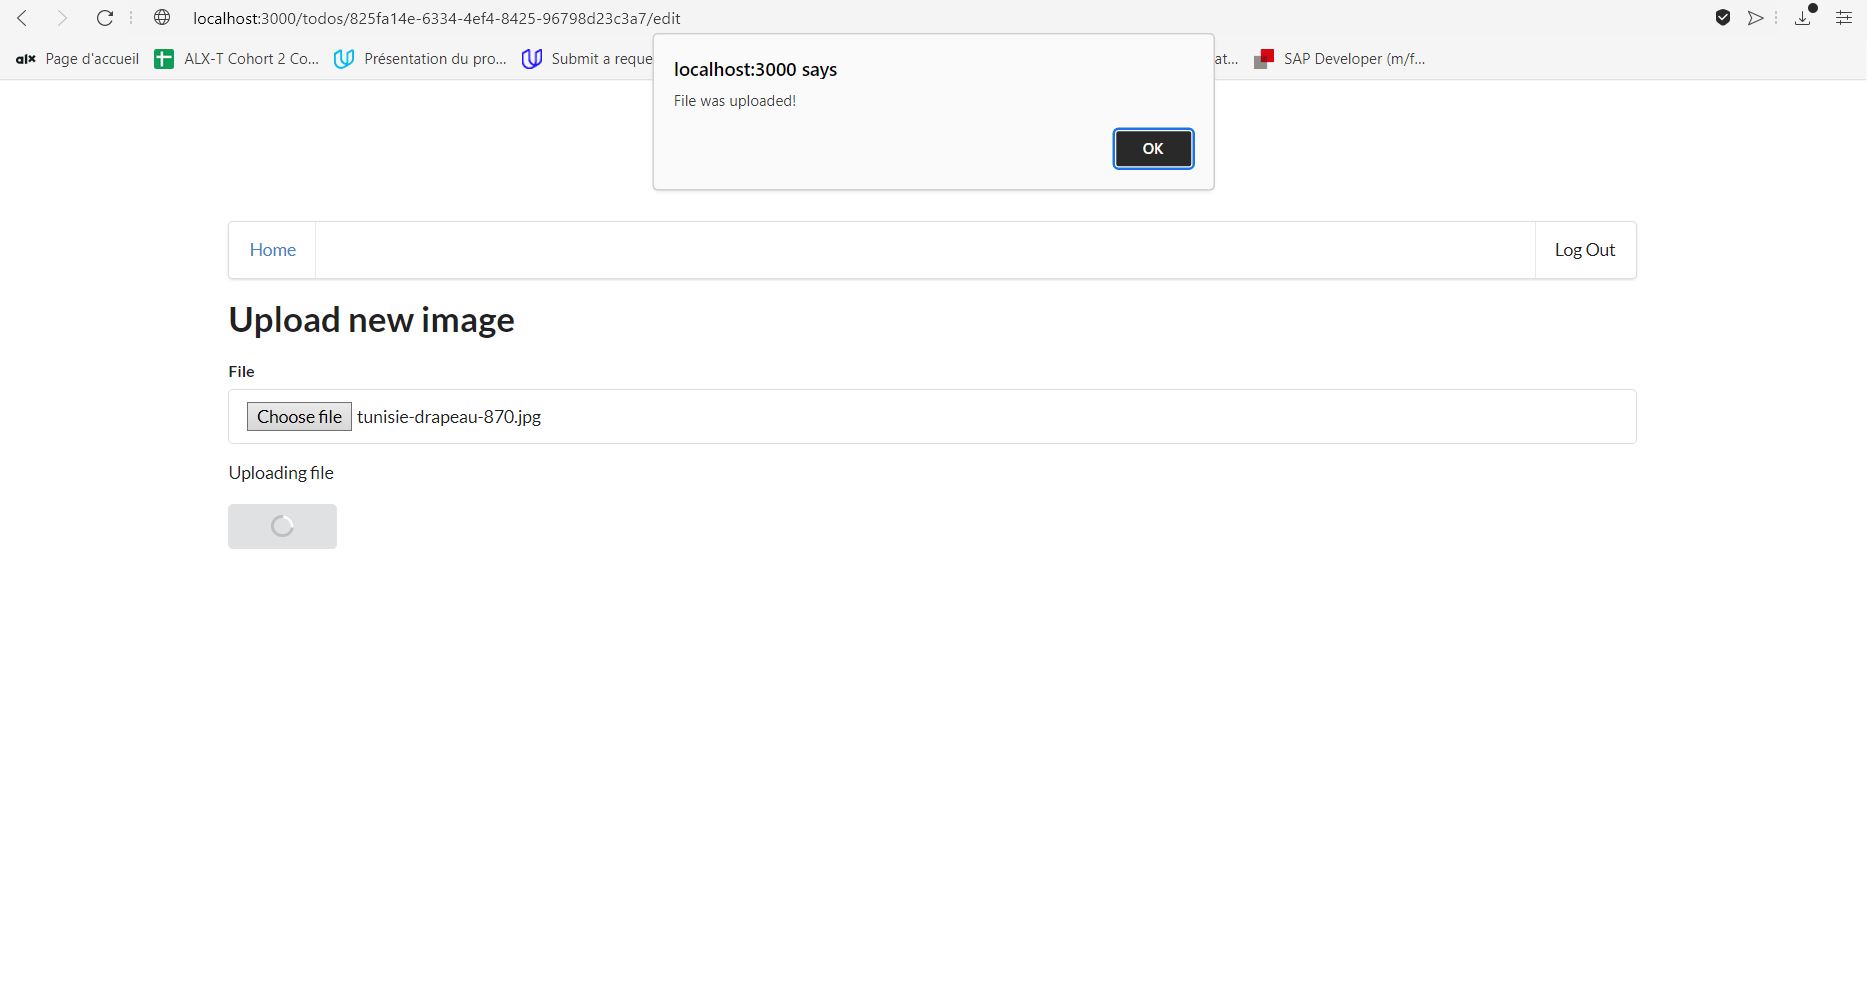 localhost:3000/todos/825fa14e-6334-4ef4-8425-96798d23c3a7/edit
alx Page d'accueil ALX-T Cohort 2 Co... Présentation du pro... Submit a reque at... SAP Developer (m/f...
localhost:3000 says
File was uploaded!
OK
Home Log Out
Upload new image
File
Choose file tunisie-drapeau-870.jpg
Uploading file